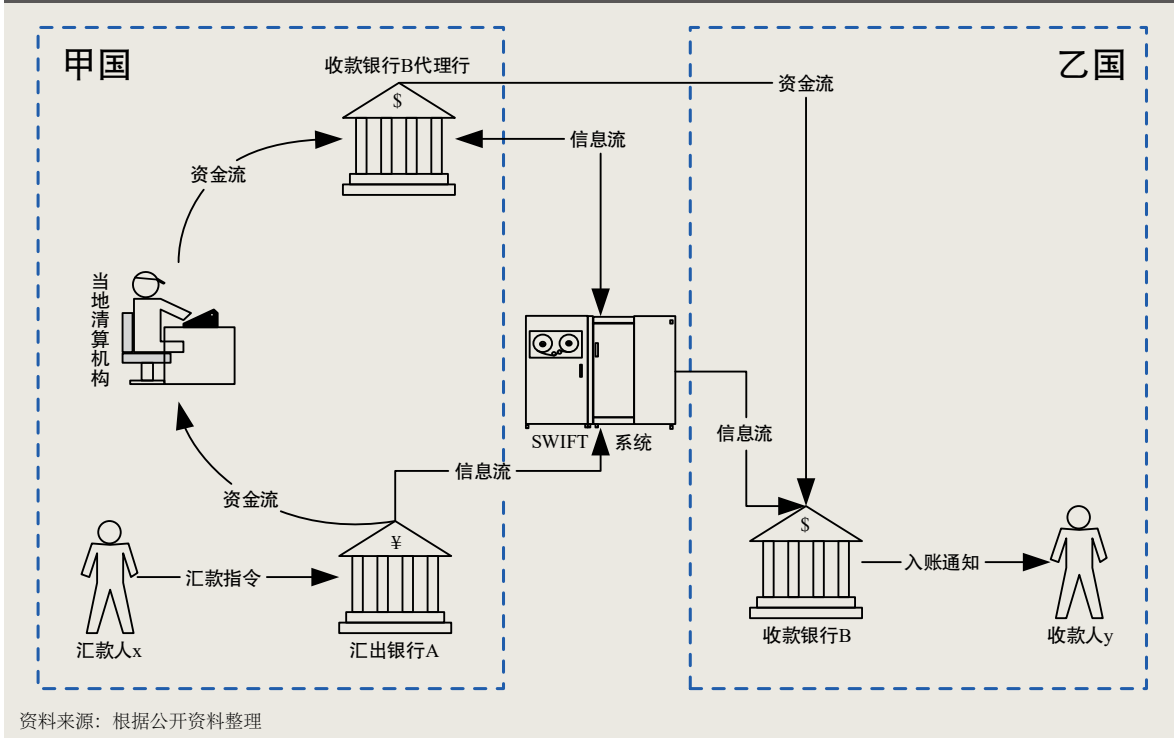 甲国
乙国
收款银行B代理行
$
资金流
信息流
资金流
当地清算机构
SWIFT 系统
信息流
信息流
资金流
¥
$
汇款指令
入账通知
汇款人x
汇出银行A
收款银行B
收款人y
资料来源：根据公开资料整理